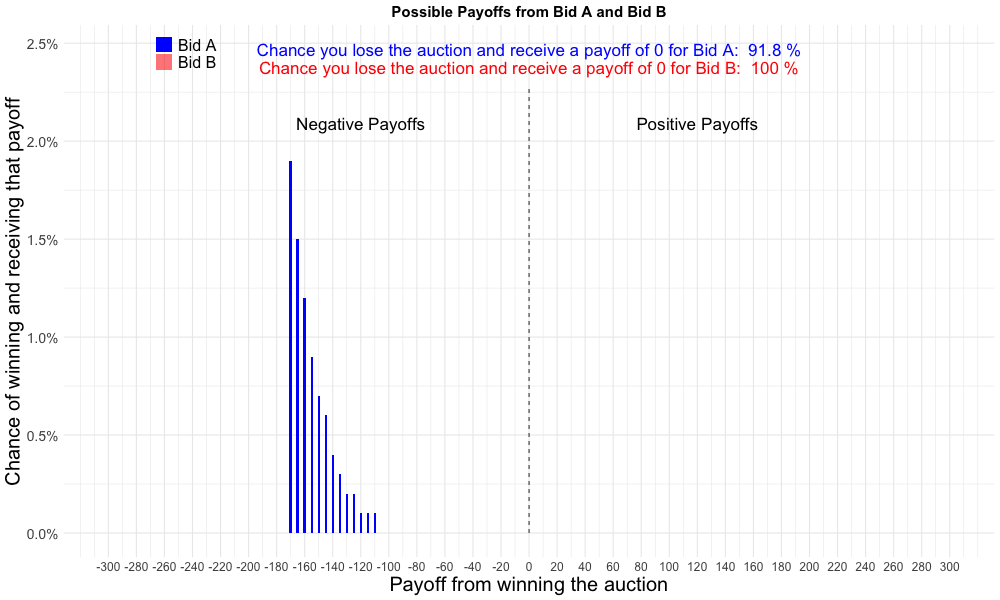 Possible Payoffs from Bid A and Bid B
2.5%
Bid A
Bid B
Chance you lose the auction and receive a payoff of 0 for Bid A:  91.8 %
Chance you lose the auction and receive a payoff of 0 for Bid B:  100 %
Negative Payoffs
Positive Payoffs
2.0%
1.5%
1.0%
0.5%
0.0%
Chance of winning and receiving that payoff
-300 -280 -260 -240 -220 -200 -180 -160 -140 -120 -100 -80 -60 -40 -20 0 20 40 60 80 100 120 140 160 180 200 220 240 260 280 300
Payoff from winning the auction